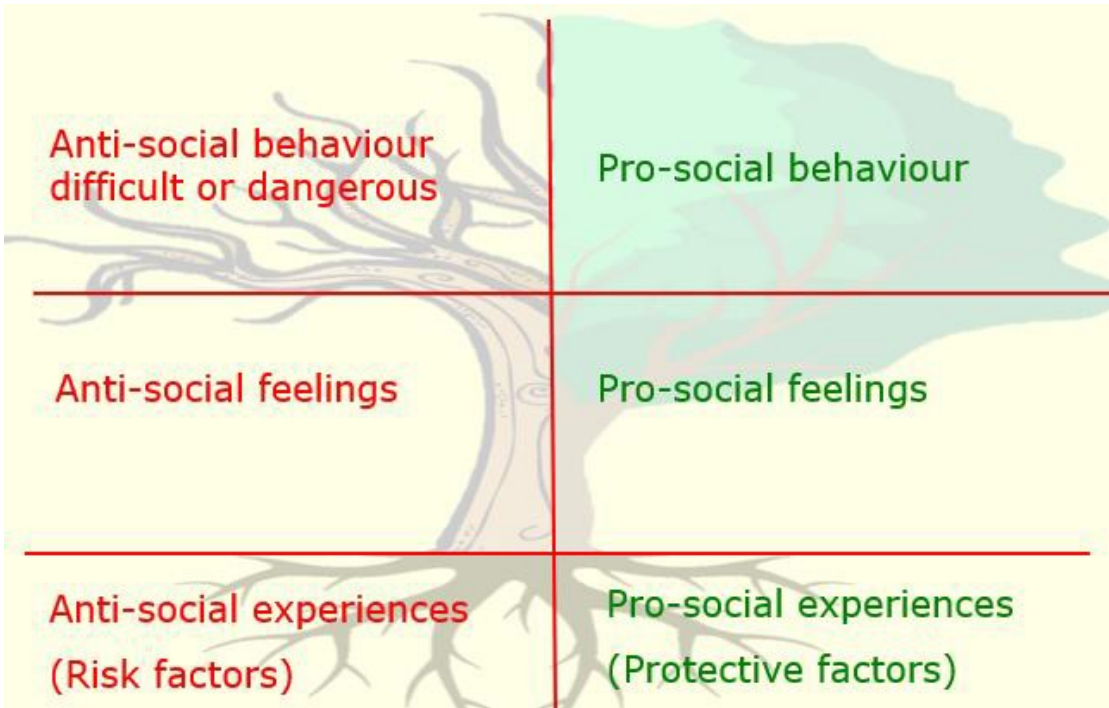 Anti-social behaviour
difficult or dangerous
Pro-social behaviour
Anti-social feelings
Pro-social feelings
Anti-social experiences
(Risk factors)
Pro-social experiences
(Protective factors)